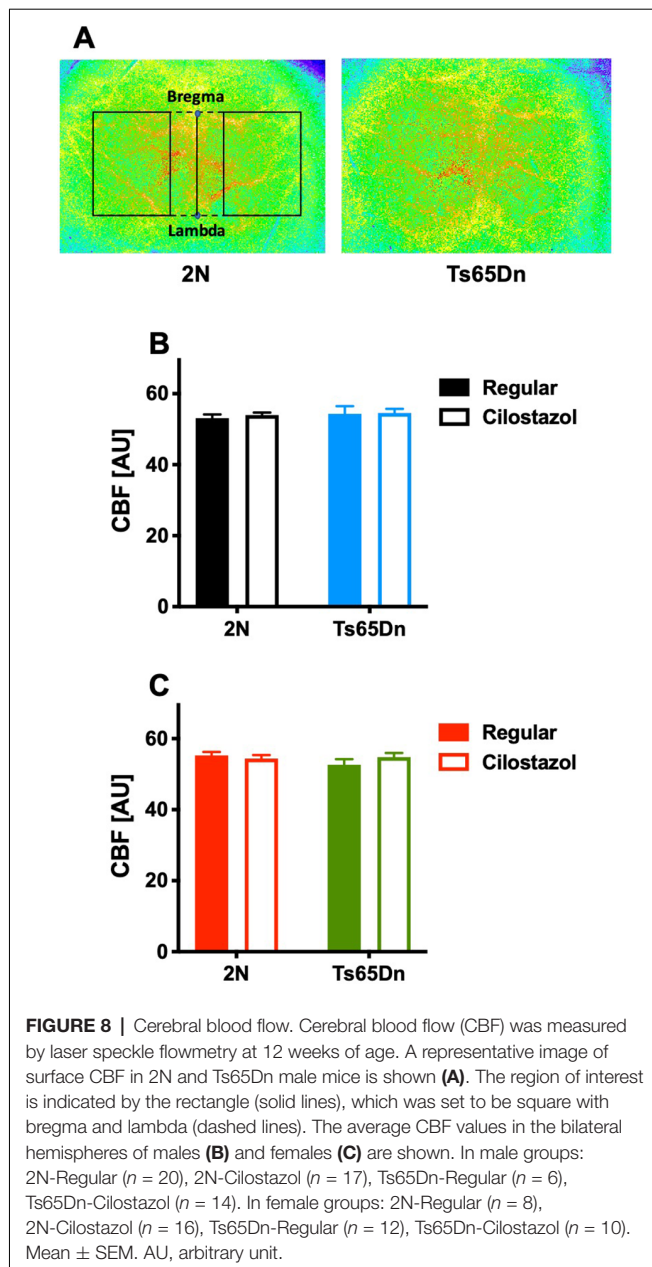 A
Bregma
Lambda
2N
Ts65Dn
B
60
40
20
0
CBF [AU]
2N
Ts65Dn
Regular
Cilostazol
C
60
40
20
0
CBF [AU]
2N
Ts65Dn
Regular
Cilostazol
FIGURE 8 | Cerebral blood flow. Cerebral blood flow (CBF) was measured
by laser speckle flowmetry at 12 weeks of age. A representative image of
surface CBF in 2N and Ts65Dn male mice is shown (A). The region of interest
is indicated by the rectangle (solid lines), which was set to be square with
bregma and lambda (dashed lines). The average CBF values in the bilateral
hemispheres of males (B) and females (C) are shown. In male groups:
2N-Regular (n = 20), 2N-Cilostazol (n = 17), Ts65Dn-Regular (n = 6),
Ts65Dn-Cilostazol (n = 14). In female groups: 2N-Regular (n = 8),
2N-Cilostazol (n = 16), Ts65Dn-Regular (n = 12), Ts65Dn-Cilostazol (n = 10).
Mean ± SEM. AU, arbitrary unit.